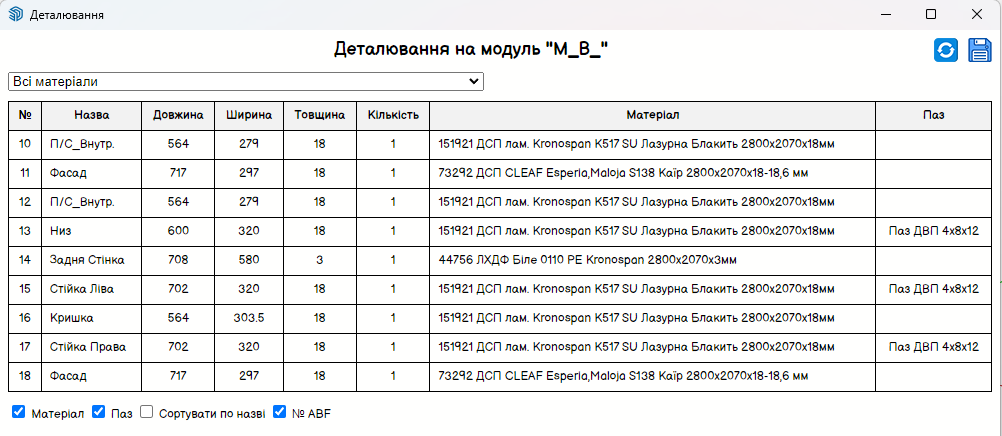 Деталювання
Деталювання на модуль "M_B_"
Всі матеріали
№ Назва Довжина Ширина Товщина Кількість Матеріал Паз
10 П/С_Внутр. 564 279 18 1 151921 ДСП лам. Kronospan K517 SU Лазурна Блакить 2800x2070x18мм
11 Фасад 717 297 18 1 73292 ДСП CLEAF Esperia,Maloja S138 Каїр 2800x2070x18-18,6 мм
12 П/С_Внутр. 564 279 18 1 151921 ДСП лам. Kronospan K517 SU Лазурна Блакить 2800x2070x18мм
13 Низ 600 320 18 1 151921 ДСП лам. Kronospan K517 SU Лазурна Блакить 2800x2070x18мм Паз ДВП 4x8x12
14 Задня Стінка 708 580 3 1 44756 ЛХДФ Біле 0110 PE Kronospan 2800x2070x3мм
15 Стійка Ліва 702 320 18 1 151921 ДСП лам. Kronospan K517 SU Лазурна Блакить 2800x2070x18мм Паз ДВП 4x8x12
16 Кришка 564 303.5 18 1 151921 ДСП лам. Kronospan K517 SU Лазурна Блакить 2800x2070x18мм
17 Стійка Права 702 320 18 1 151921 ДСП лам. Kronospan K517 SU Лазурна Блакить 2800x2070x18мм Паз ДВП 4x8x12
18 Фасад 717 297 18 1 73292 ДСП CLEAF Esperia,Maloja S138 Каїр 2800x2070x18-18,6 мм
Матеріал Паз Сортувати по назві № ABF